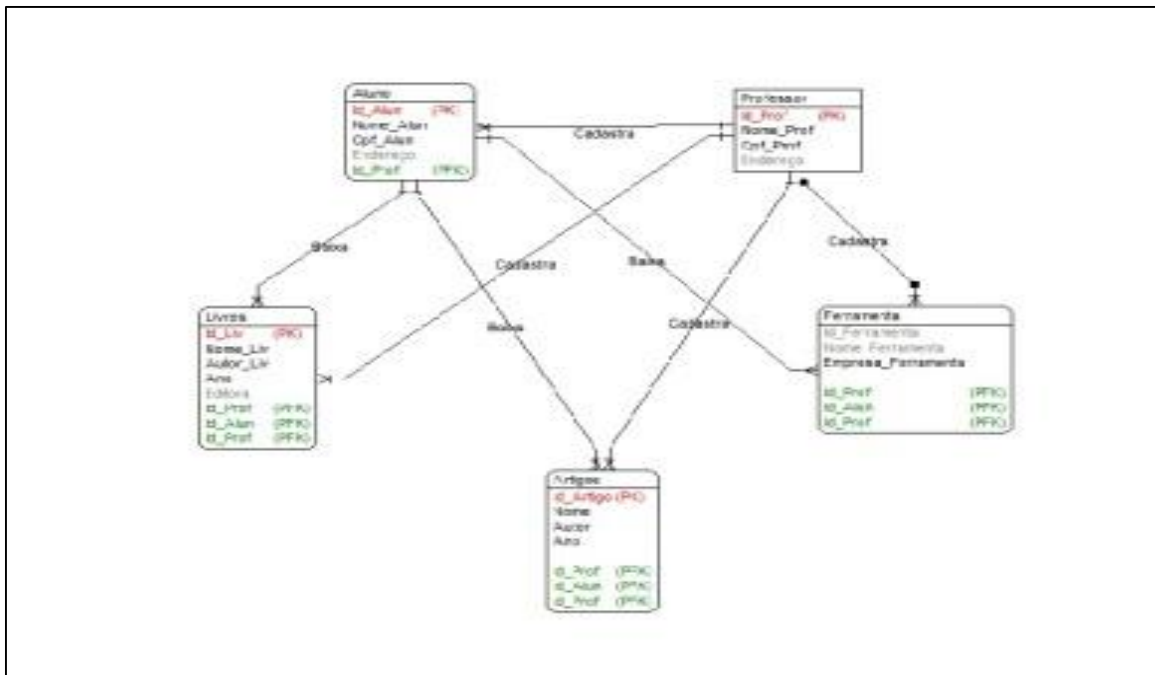 Aluno
Id_Alun (PK)
Nome_Alun
Cpf_Alun
Endereço
Id_Prof (PFK)
Professor
Id_Prof (PK)
Nome_Prof
Cpf_Prof
Endereço
Cadastra
Cadastra
Baixa
Cadastra
Baixa
Baixa
Cadastra
Livros
Id_Liv (PK)
Nome_Liv
Autor_Liv
Ano
Editora
Id_Prof (PFK)
Id_Alun (PFK)
Id_Prof (PFK)
Ferramenta
Id_Ferramenta
Nome_Ferramenta
Empresa_Ferramenta
Id_Prof (PFK)
Id_Alun (PFK)
Id_Prof (PFK)
Artigos
Id_Artigo (PK)
Nome
Autor
Ano
Id_Prof (PFK)
Id_Alun (PFK)
Id_Prof (PFK)